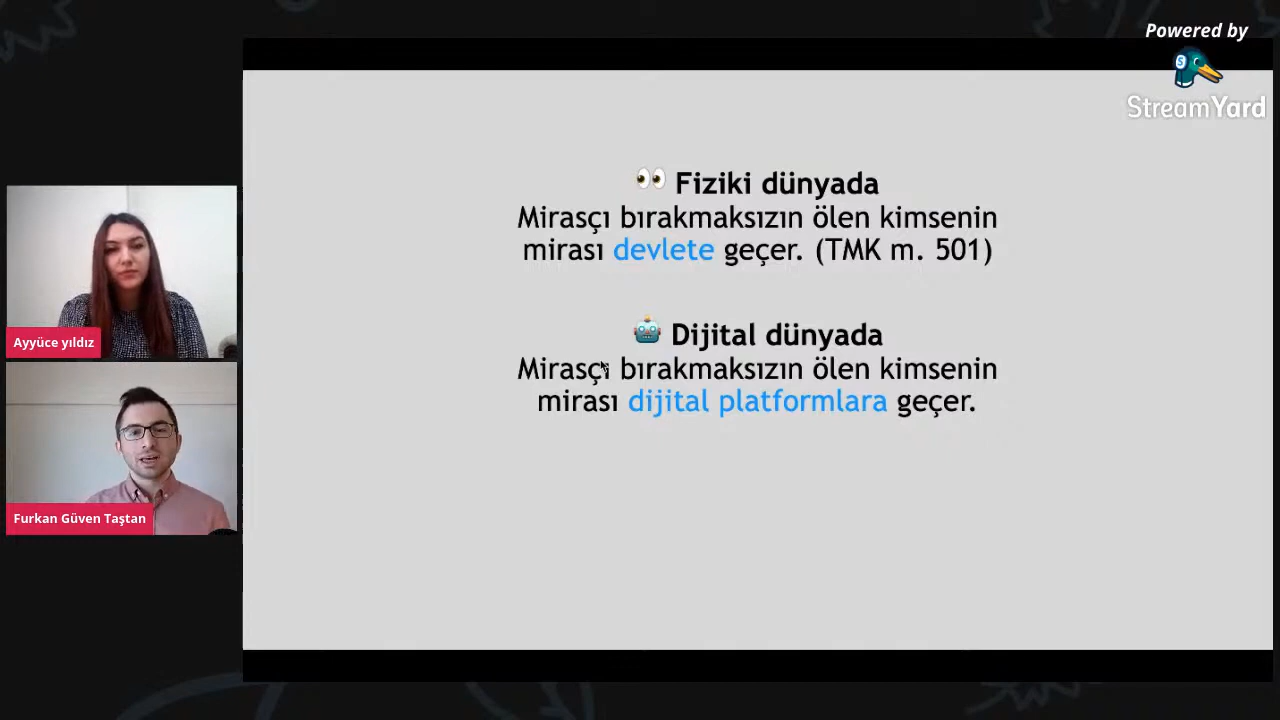 Powered by
StreamYard
👀 Fiziki dünyada
Mirasçı bırakmaksızın ölen kimsenin
mirası devlete geçer. (TMK m. 501)
🤖 Dijital dünyada
Mirasçı bırakmaksızın ölen kimsenin
mirası dijital platformlara geçer.
Ayyüce yıldız
Furkan Güven Taştan